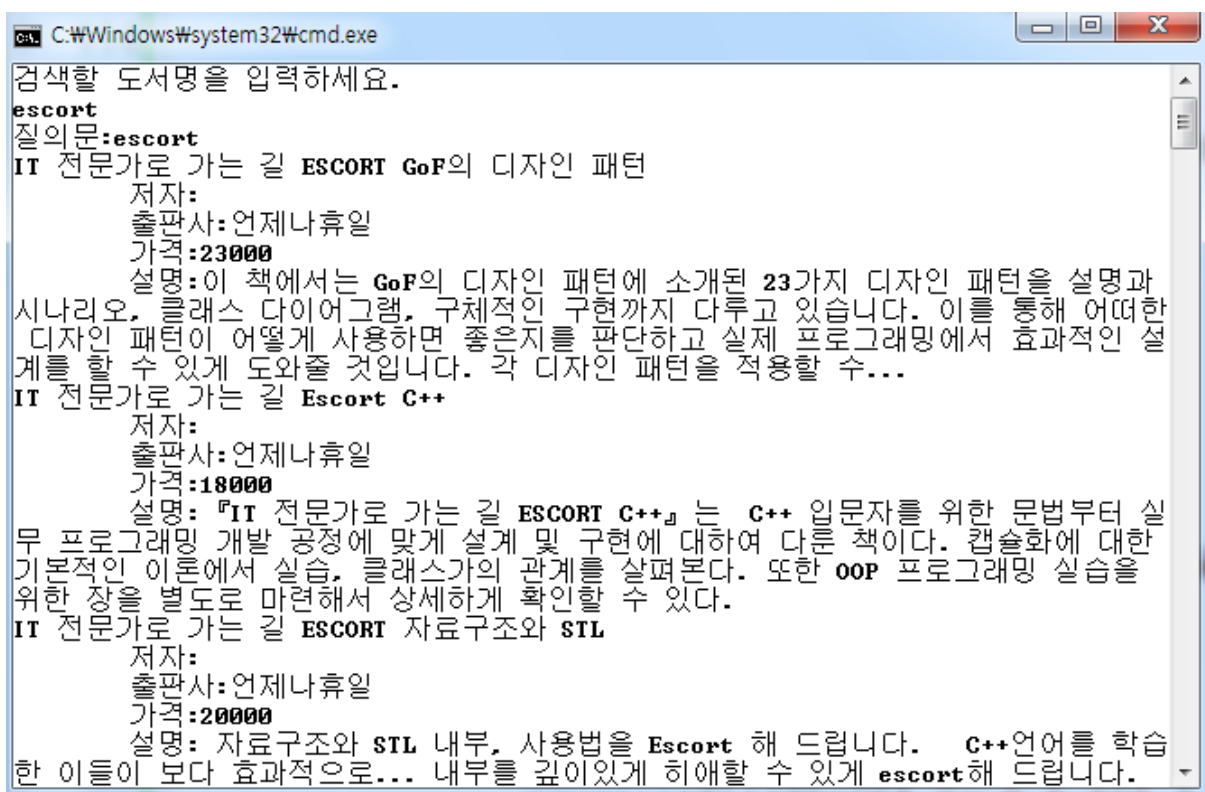 C:₩Windows₩system32₩cmd.exe
검색할 도서명을 입력하세요.
escort
질의문:escort
IT 전문가로 가는 길 ESCORT GoF의 디자인 패턴
저자:
출판사:언제나휴일
가격:23000
설명:이 책에서는 GoF의 디자인 패턴에 소개된 23가지 디자인 패턴을 설명과
시나리오, 클래스 다이어그램, 구체적인 구현까지 다루고 있습니다. 이를 통해 어떠한
디자인 패턴이 어떻게 사용하면 좋은지를 판단하고 실제 프로그래밍에서 효과적인 설
계를 할 수 있게 도와줄 것입니다. 각 디자인 패턴을 적용할 수...
IT 전문가로 가는 길 Escort C++
저자:
출판사:언제나휴일
가격:18000
설명: 『IT 전문가로 가는 길 ESCORT C++』는 C++ 입문자를 위한 문법부터 실
무 프로그래밍 개발 공정에 맞게 설계 및 구현에 대하여 다룬 책이다. 캡슐화에 대한
기본적인 이론에서 실습, 클래스가의 관계를 살펴본다. 또한 OOP 프로그래밍 실습을
위한 장을 별도로 마련해서 상세하게 확인할 수 있다.
IT 전문가로 가는 길 ESCORT 자료구조와 STL
저자:
출판사:언제나휴일
가격:20000
설명: 자료구조와 STL 내부, 사용법을 Escort 해 드립니다. C++언어를 학습
한 이들이 보다 효과적으로... 내부를 깊이있게 히애할 수 있게 escort해 드립니다.